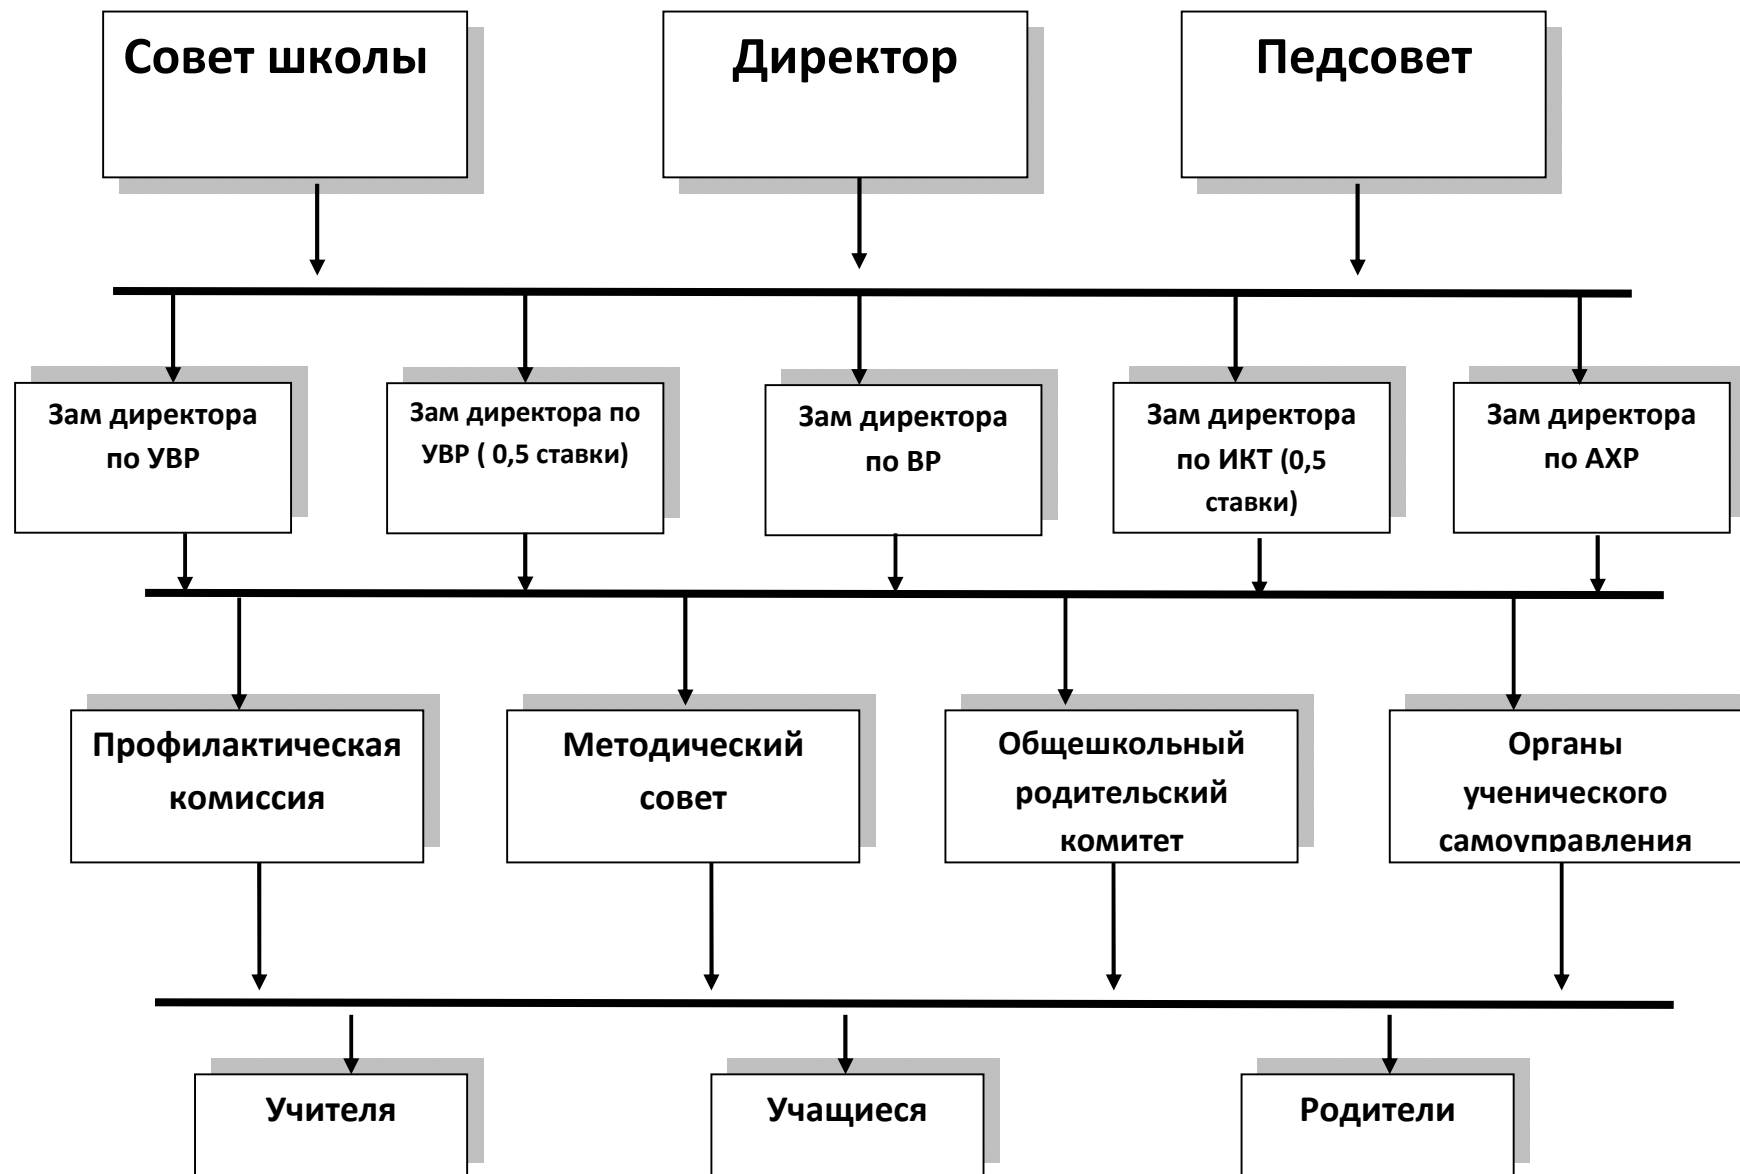 Совет школы
Директор
Педсовет
Зам директора
по УВР
Зам директора по
УВР ( 0,5 ставки)
Зам директора
по ВР
Зам директора
по ИКТ (0,5
ставки)
Зам директора
по АХР
Профилактическая
комиссия
Методический
совет
Общешкольный
родительский
комитет
Органы
ученического
самоуправления
Учителя
Учащиеся
Родители